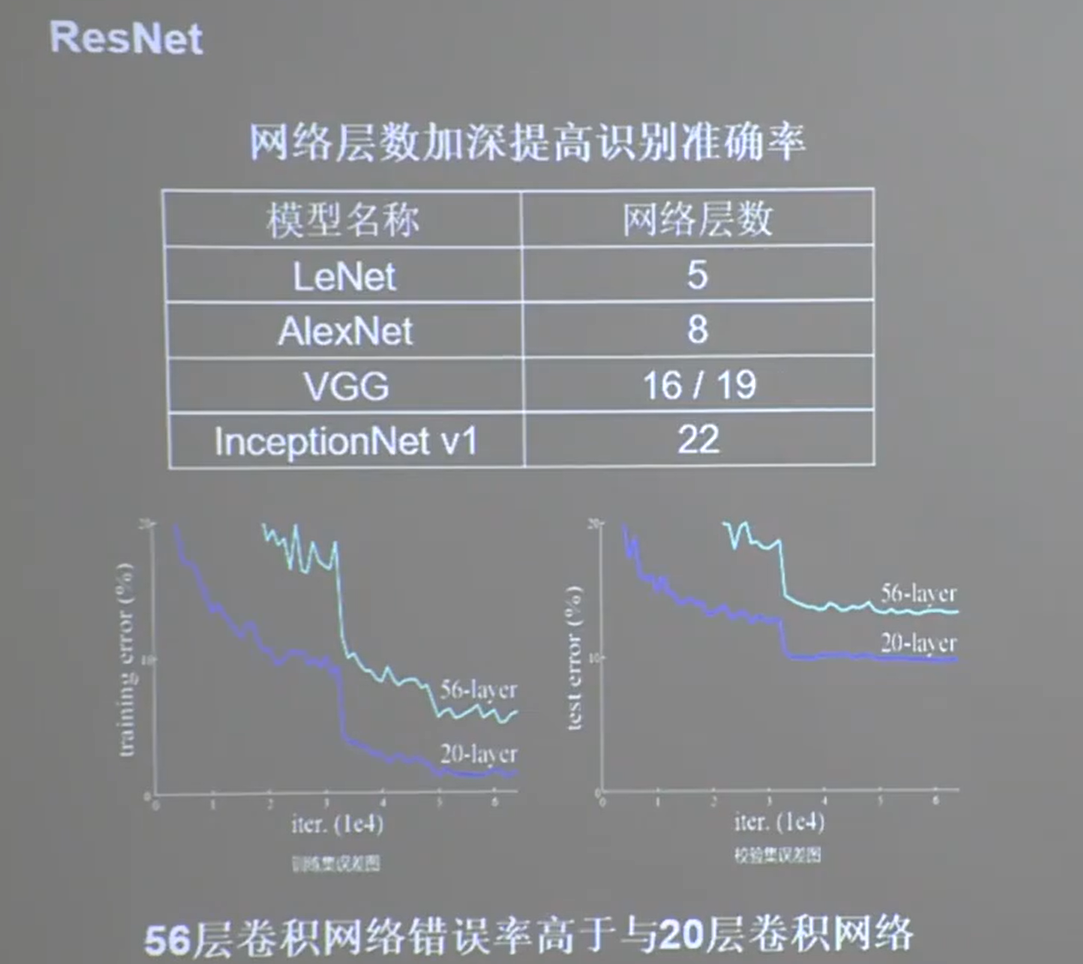 ResNet
网络层数加深提高识别准确率
模型名称 网络层数
LeNet 5
AlexNet 8
VGG 16 / 19
InceptionNet v1 22
20
10
0
training error (%)
56-layer
20-layer
0 1 2 3 4 5 6
iter. (1e4)
训练集误差图
20
10
0
test error (%)
56-layer
20-layer
0 1 2 3 4 5 6
iter. (1e4)
校验集误差图
56层卷积网络错误率高于与20层卷积网络